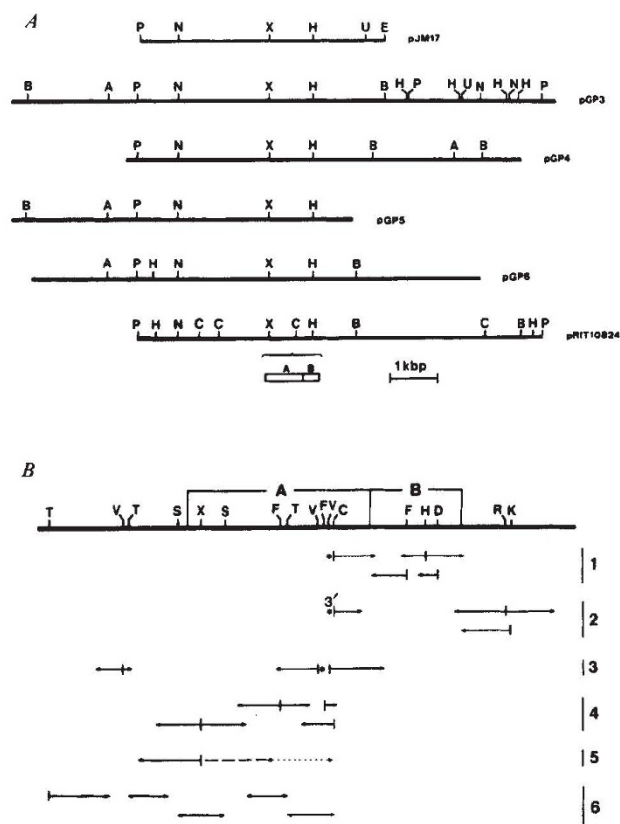 A
P N X H U E pJM17
B A P N X H B H P H U N H N H P pGP3
P N X H B A B pGP4
B A P N X H pGP5
A P H N X H B pGP6
P H N C C X C H B C B H P pRIT10824
A B 1kbp
B
A B
T V T S X S F T V F V C F H D R K
1
3′
2
3
4
5
6